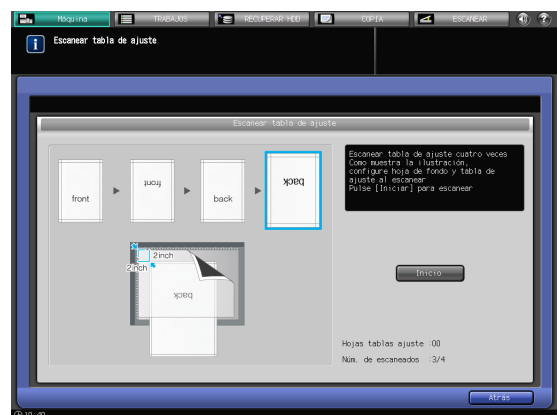 Máquina TRABAJOS RECUPERAR HDD COPIA ESCANEAR
Escanear tabla de ajuste
Escanear tabla de ajuste
Escanear tabla de ajuste cuatro veces
Como muestra la ilustración,
configure hoja de fondo y tabla de
ajuste al escanear
Pulse [Iniciar] para escanear
front front back back
2inch
2inch
back
Inicio
Hojas tablas ajuste :00
Núm. de escaneados :3/4
Atrás